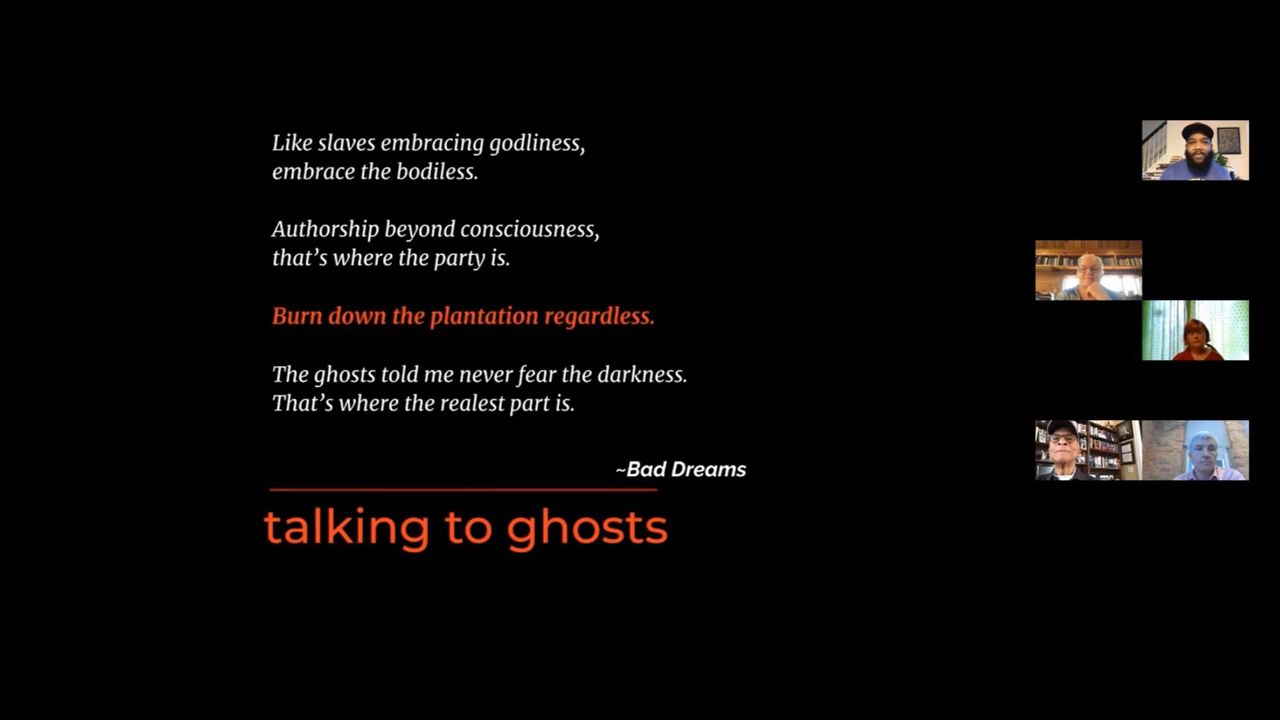 Like slaves embracing godliness,
embrace the bodiless.
Authorship beyond consciousness,
that’s where the party is.
Burn down the plantation regardless.
The ghosts told me never fear the darkness.
That’s where the realest part is.
~Bad Dreams
talking to ghosts